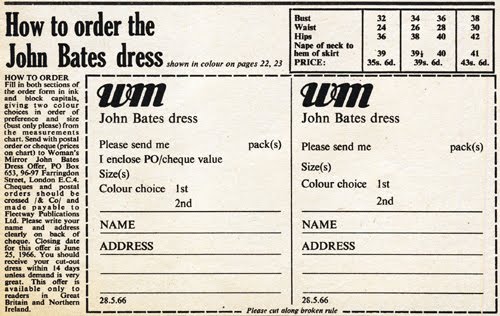 How to order the
John Bates dress shown in colour on pages 22, 23
Bust 32 34 36 38
Waist 24 26 28 30
Hips 36 38 40 42
Nape of neck to
hem of skirt 39 39½ 40 41
PRICE: 35s. 6d. 39s. 6d. 43s. 6d.
HOW TO ORDER
Fill in both sections of
the order form in ink
and block capitals,
giving two colour
choices in order of
preference and size
(bust only please) from
the measurements
chart. Send with postal
order or cheque (prices
on chart) to Woman's
Mirror John Bates
Dress Offer, PO Box
653, 96-97 Farringdon
Street, London E.C.4.
Cheques and postal
orders should be
crossed /& Co/ and
made payable to
Fleetway Publications
Ltd. Please write your
name and address
clearly on back of
cheque. Closing date
for this offer is June
25, 1966. You should
receive your cut-out
dress within 14 days
unless demand is very
great. This offer is
available only to
readers in Great
Britain and Northern
Ireland.
wm
John Bates dress
Please send me pack(s)
I enclose PO/cheque value
Size(s)
Colour choice 1st
2nd
NAME
ADDRESS
28.5.66
wm
John Bates dress
Please send me pack(s)
Size(s)
Colour choice 1st
2nd
NAME
ADDRESS
28.5.66
Please cut along broken rule